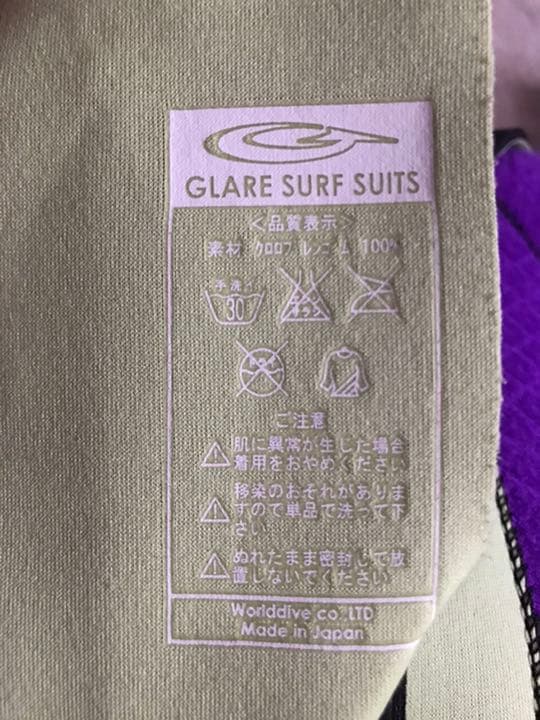 GLARE SURF SUITS
＜品質表示＞
素材 クロロプレンゴム 100%
手洗イ
30
ご注意
肌に異常が生じた場合
着用をおやめください
移染のおそれがありま
すので単品で洗って下
さい
ぬれたまま密封して放
置しないでください
Worlddive co.,LTD
Made in Japan